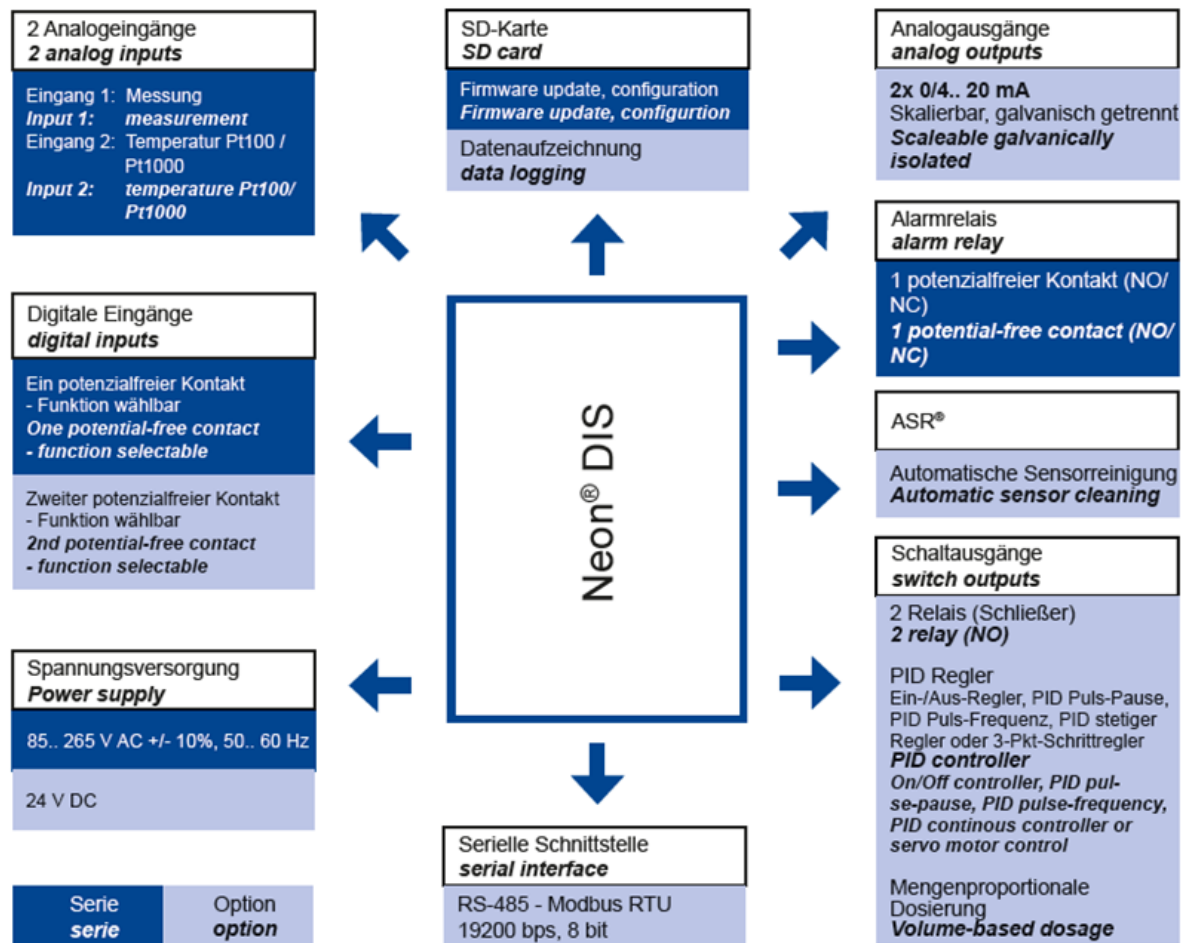 2 Analogeingänge
2 analog inputs
Eingang 1: Messung
Input 1: measurement
Eingang 2: Temperatur Pt100 /
Pt1000
Input 2: temperature Pt100/
Pt1000
SD-Karte
SD card
Firmware update, configuration
Firmware update, configurtion
Datenaufzeichnung
data logging
Analogausgänge
analog outputs
2x 0/4.. 20 mA
Skalierbar, galvanisch getrennt
Scaleable galvanically
isolated
Alarmrelais
alarm relay
1 potenzialfreier Kontakt (NO/
NC)
1 potential-free contact (NO/
NC)
Digitale Eingänge
digital inputs
Ein potenzialfreier Kontakt
- Funktion wählbar
One potential-free contact
- function selectable
Zweiter potenzialfreier Kontakt
- Funktion wählbar
2nd potential-free contact
- function selectable
Neon® DIS
ASR®
Automatische Sensorreinigung
Automatic sensor cleaning
Schaltausgänge
switch outputs
2 Relais (Schließer)
2 relay (NO)
PID Regler
Ein-/Aus-Regler, PID Puls-Pause,
PID Puls-Frequenz, PID stetiger
Regler oder 3-Pkt-Schrittregler
PID controller
On/Off controller, PID pul-
se-pause, PID pulse-frequency,
PID continous controller or
servo motor control
Mengenproportionale
Dosierung
Volume-based dosage
Spannungsversorgung
Power supply
85.. 265 V AC +/- 10%, 50.. 60 Hz
24 V DC
Serielle Schnittstelle
serial interface
RS-485 - Modbus RTU
19200 bps, 8 bit
Serie
serie
Option
option